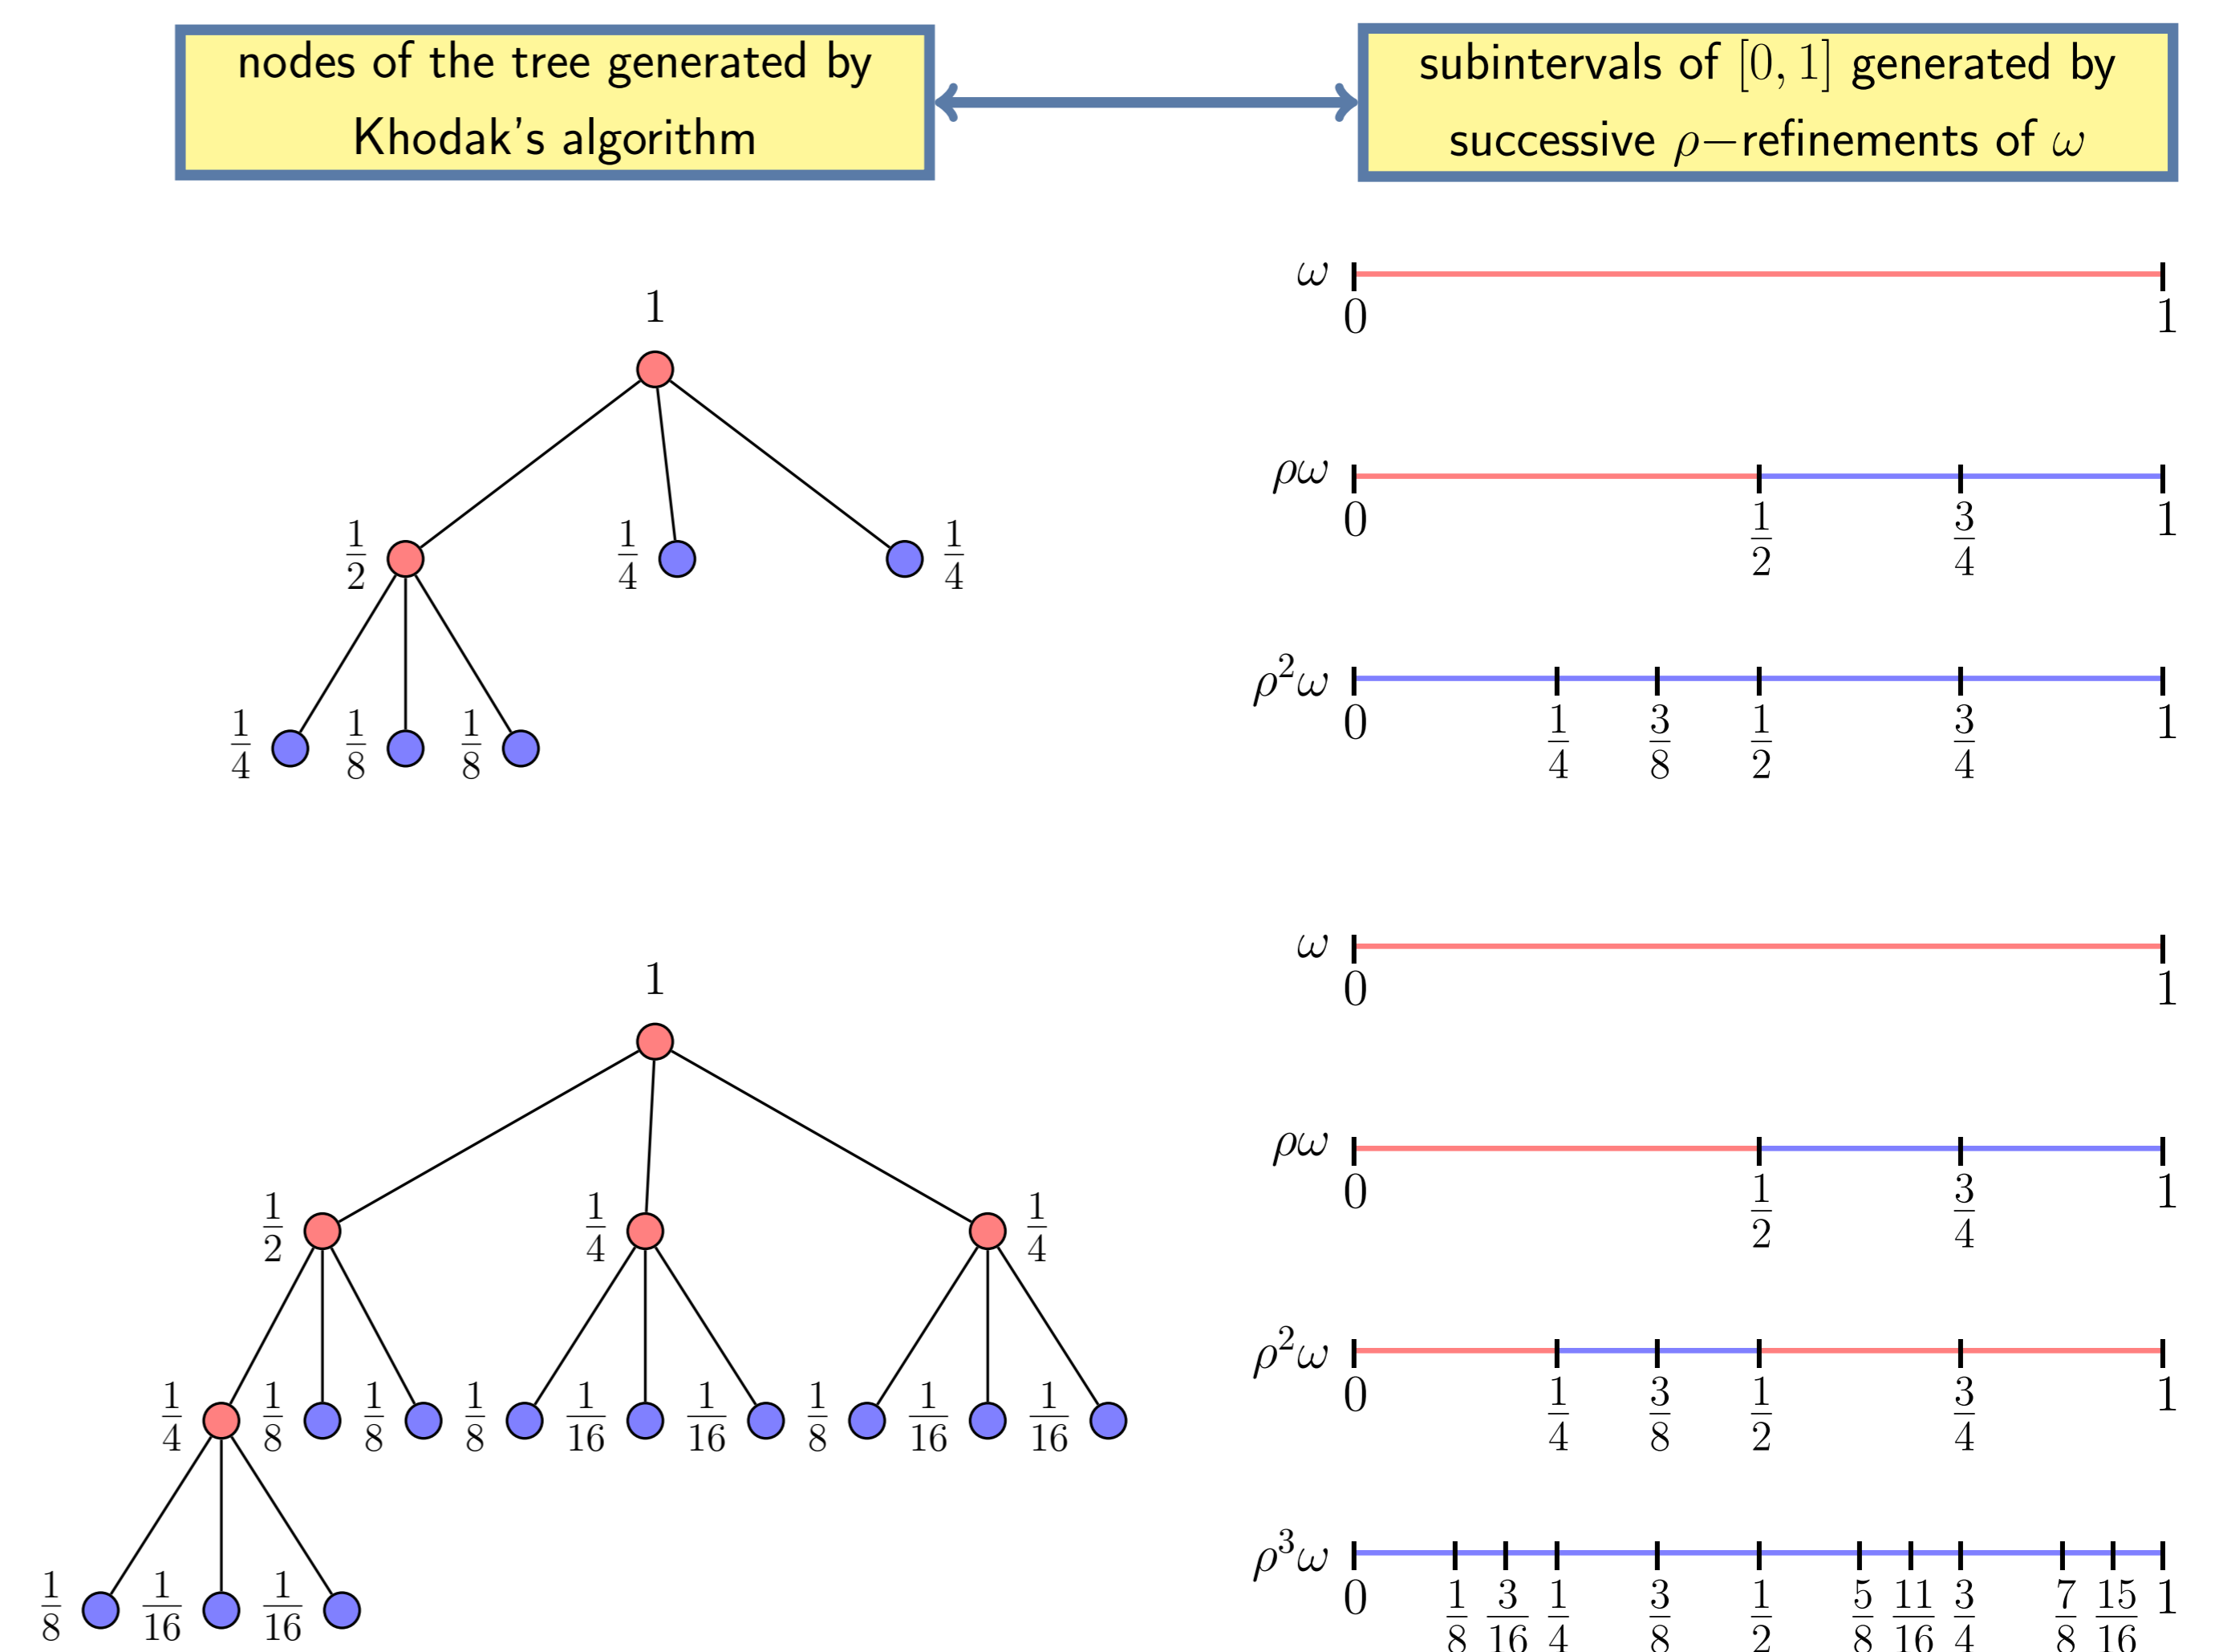 nodes of the tree generated by
Khodak's algorithm
subintervals of [0, 1] generated by
successive ρ−refinements of ω
1
1/2 1/4 1/4
1/4 1/8 1/8
ω
0 1
ρω
0 1/2 3/4 1
ρ²ω
0 1/4 3/8 1/2 3/4 1
1
1/2 1/4 1/4
1/4 1/8 1/8 1/8 1/16 1/16 1/8 1/16 1/16
1/8 1/16 1/16
ω
0 1
ρω
0 1/2 3/4 1
ρ²ω
0 1/4 3/8 1/2 3/4 1
ρ³ω
0 1/8 3/16 1/4 3/8 1/2 5/8 11/16 3/4 7/8 15/16 1